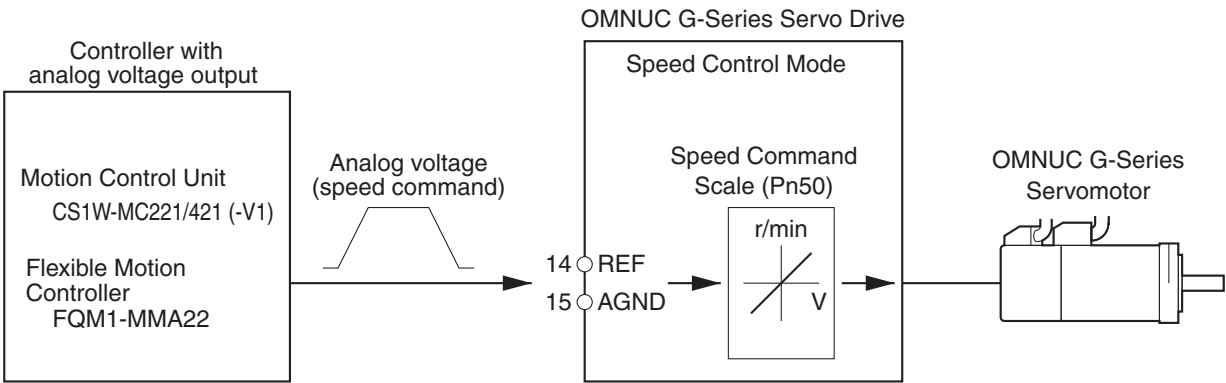 OMNUC G-Series Servo Drive
Controller with
analog voltage output
Motion Control Unit
CS1W-MC221/421 (-V1)
Flexible Motion
Controller
FQM1-MMA22
Analog voltage
(speed command)
Speed Control Mode
14 REF
15 AGND
Speed Command
Scale (Pn50)
r/min
V
OMNUC G-Series
Servomotor